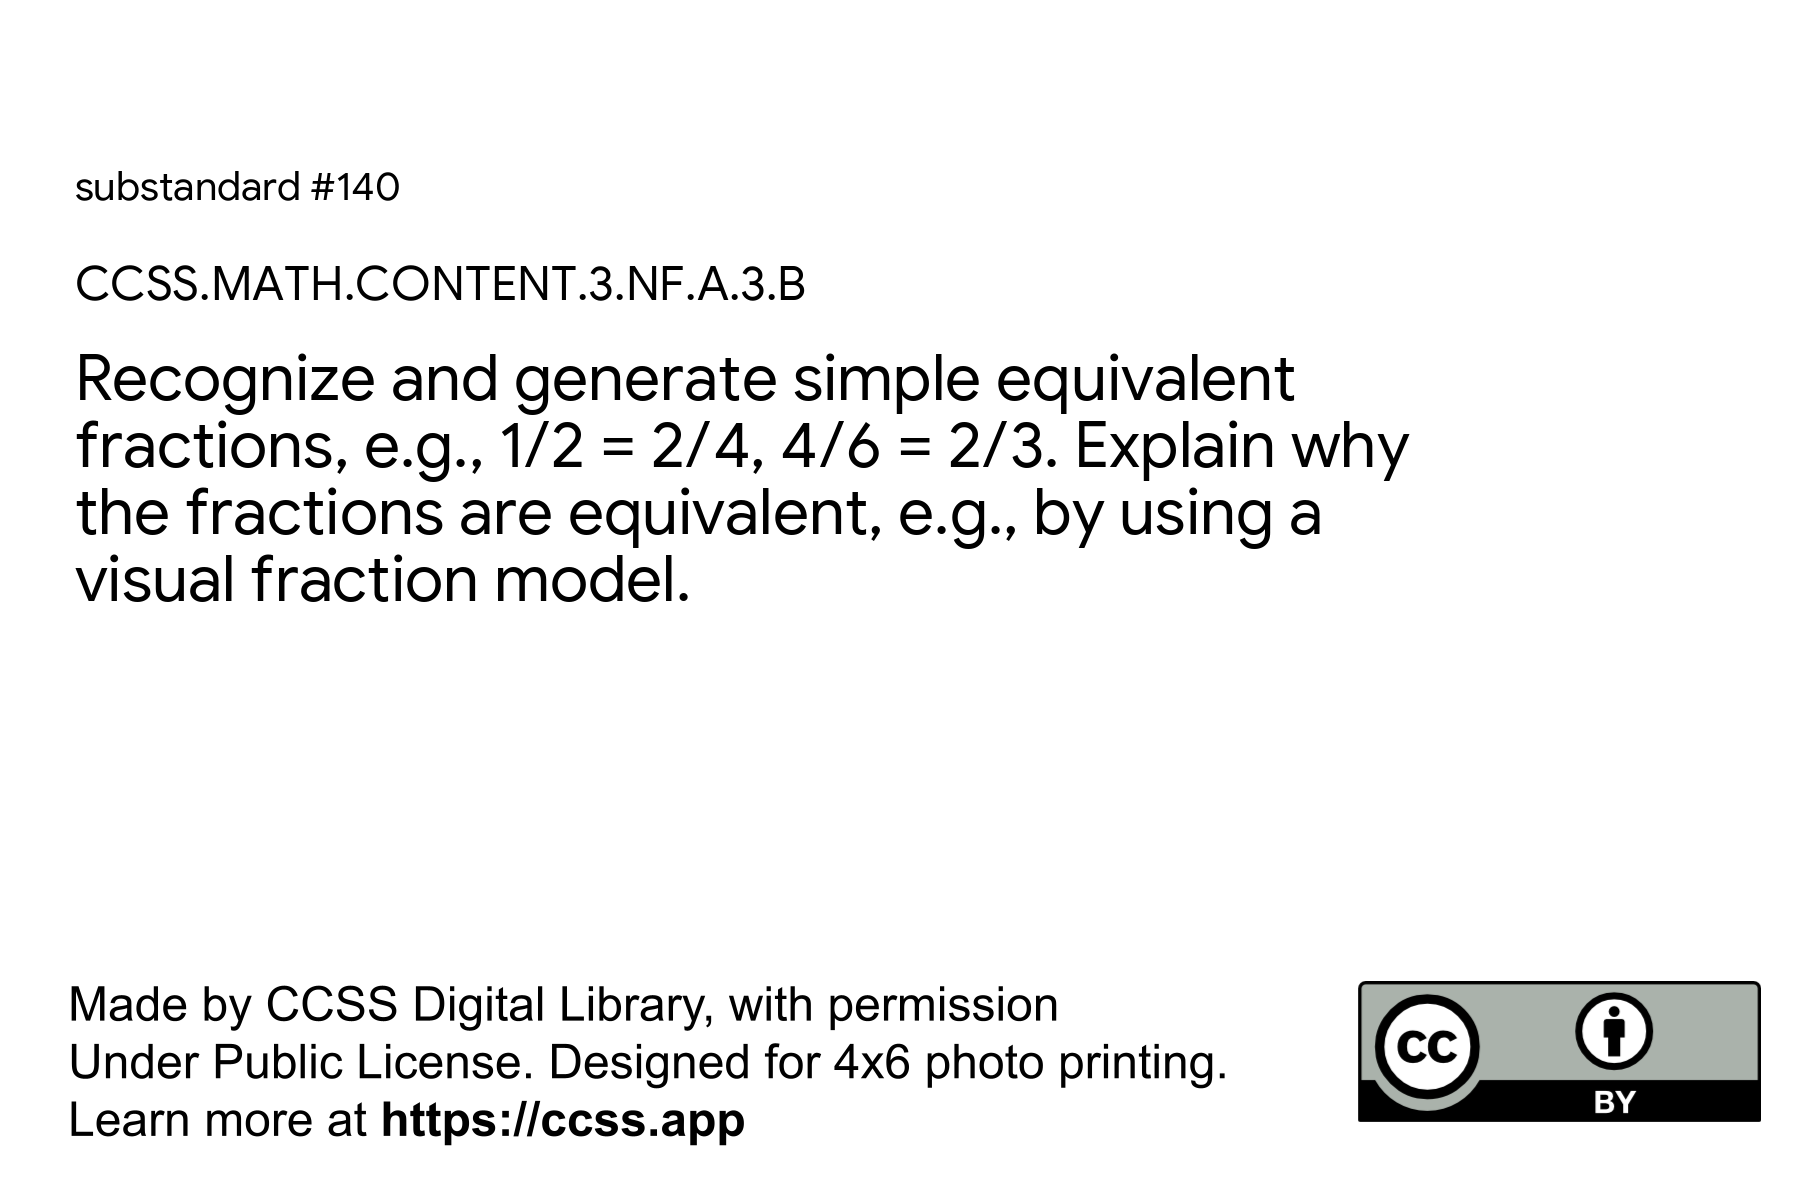 substandard #140
CCSS.MATH.CONTENT.3.NF.A.3.B
Recognize and generate simple equivalent
fractions, e.g., 1/2 = 2/4, 4/6 = 2/3. Explain why
the fractions are equivalent, e.g., by using a
visual fraction model.
Made by CCSS Digital Library, with permission
Under Public License. Designed for 4x6 photo printing.
Learn more at https://ccss.app
cc
BY